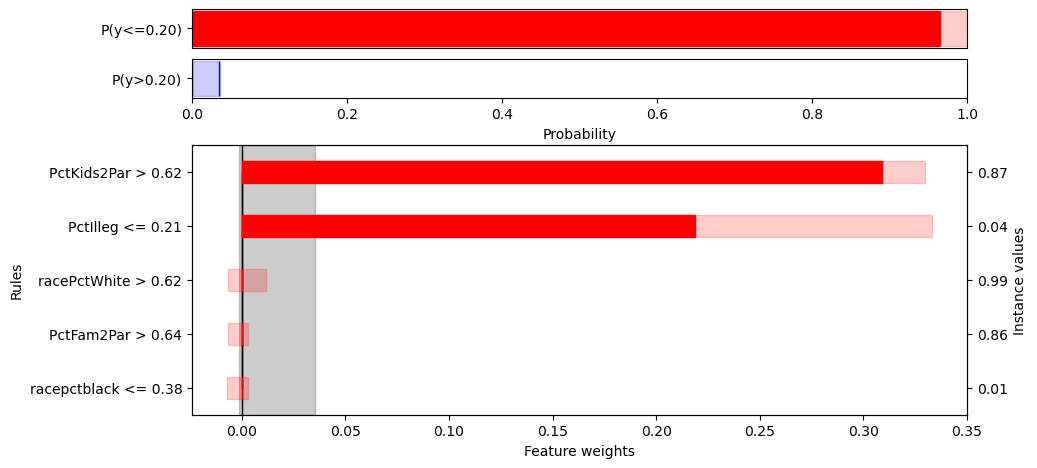 P(y<=0.20)
P(y>0.20)
0.0 0.2 0.4 0.6 0.8 1.0
Probability
PctKids2Par > 0.62 0.87
PctIlleg <= 0.21 0.04
racePctWhite > 0.62 0.99
PctFam2Par > 0.64 0.86
racepctblack <= 0.38 0.01
Rules
Instance values
0.00 0.05 0.10 0.15 0.20 0.25 0.30 0.35
Feature weights